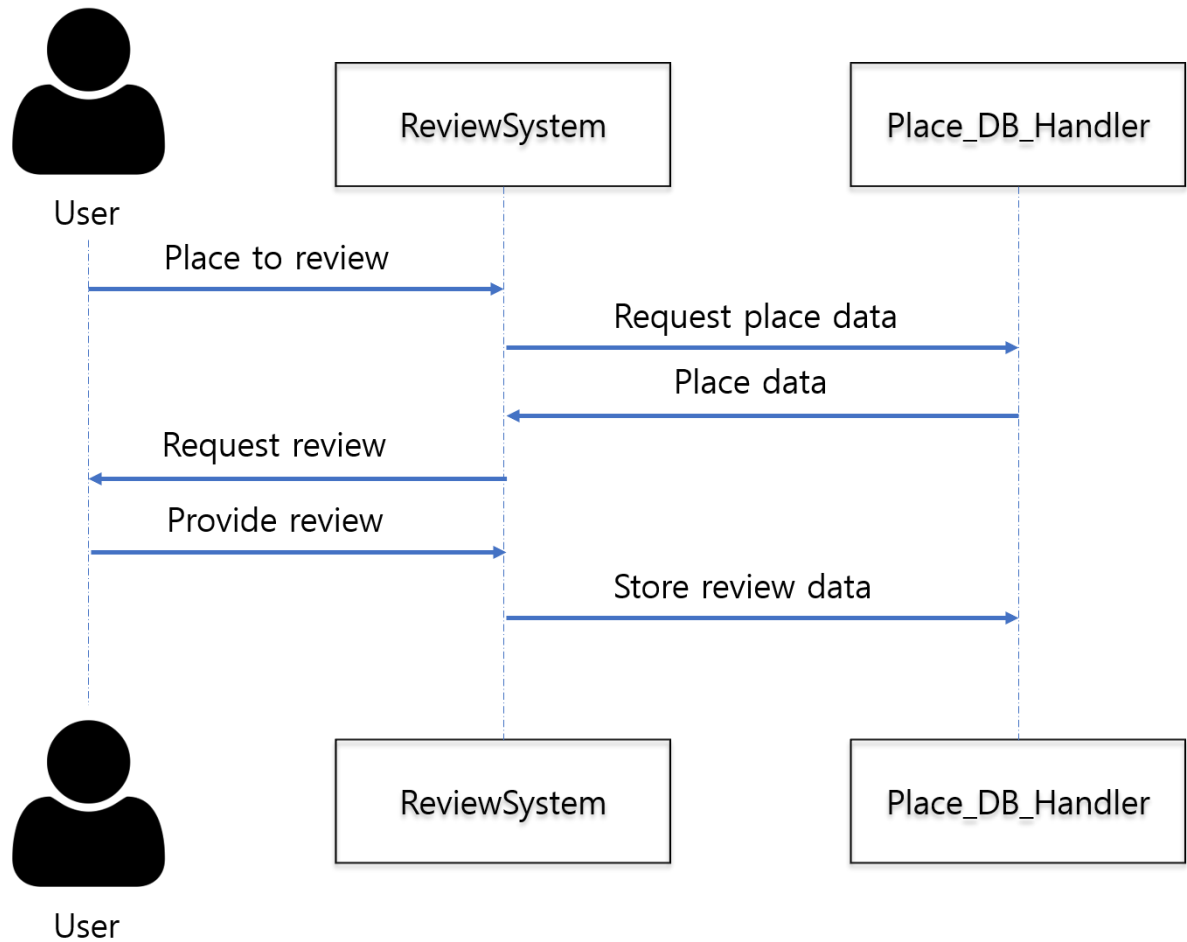 ReviewSystem
Place_DB_Handler
User
Place to review
Request place data
Place data
Request review
Provide review
Store review data
ReviewSystem
Place_DB_Handler
User